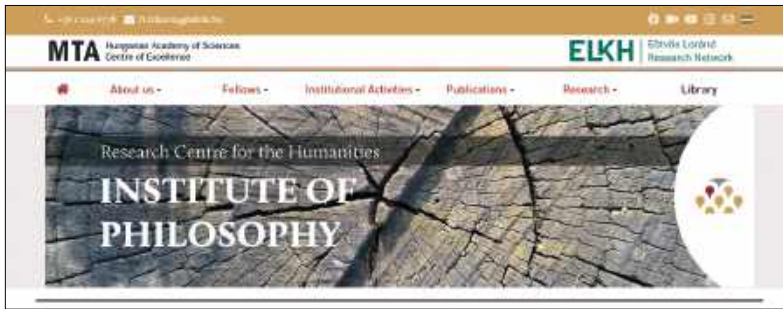 MTA Hungarian Academy of Sciences
Centre of Excellence
ELKH Eötvös Loránd
Research Network
About us
Fellows
Institutional Activities
Publications
Research
Library
Research Centre for the Humanities
INSTITUTE OF
PHILOSOPHY